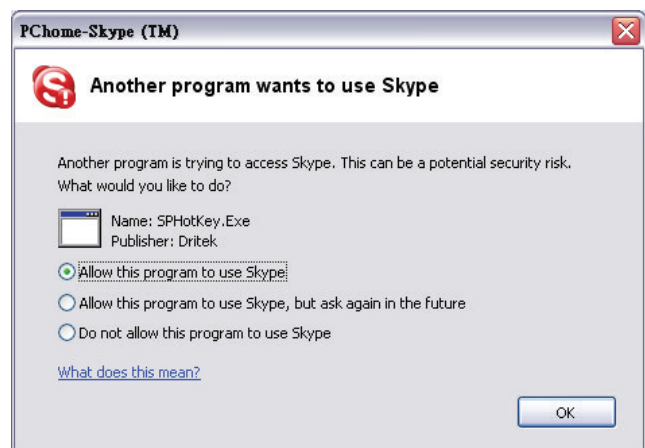 PChome-Skype (TM)
Another program wants to use Skype
Another program is trying to access Skype. This can be a potential security risk.
What would you like to do?
Name: SPHotKey.Exe
Publisher: Dritek
Allow this program to use Skype
Allow this program to use Skype, but ask again in the future
Do not allow this program to use Skype
What does this mean?
OK